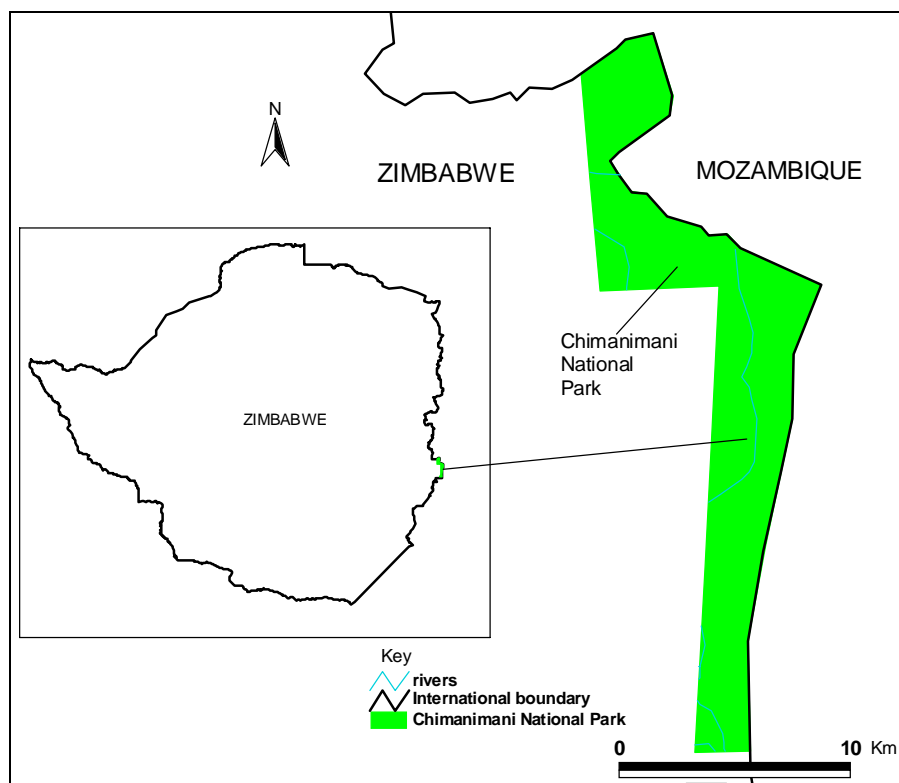 N
ZIMBABWE
MOZAMBIQUE
Chimanimani
National
Park
ZIMBABWE
Key
rivers
International boundary
Chimanimani National Park
0 10 Km